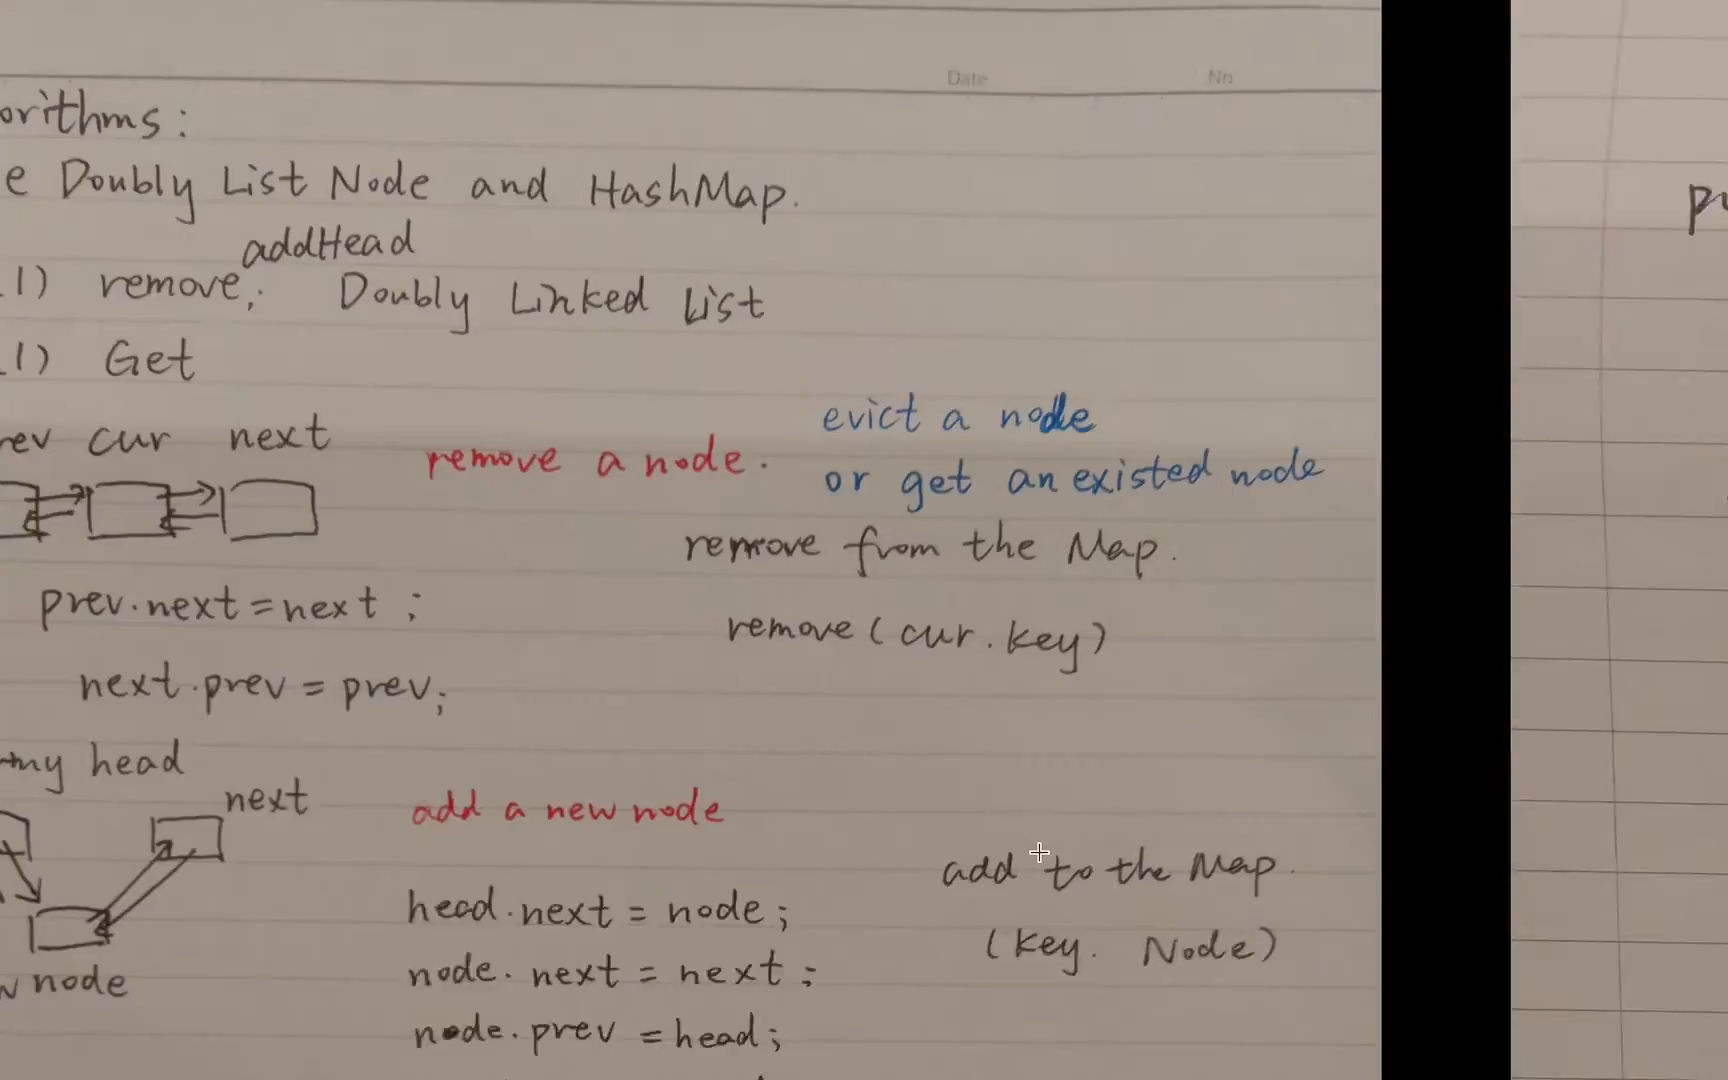 Date No
orithms:
e Doubly List Node and HashMap.
addHead
1) remove, Doubly Linked List
1) Get
rev cur next
remove a node.
evict a node
or get an existed node
remove from the Map.
remove (cur.key)
prev.next = next ;
next.prev = prev;
my head
next
add a new node
add to the Map.
(key. Node)
head.next = node;
node.next = next ;
node.prev = head;
w node